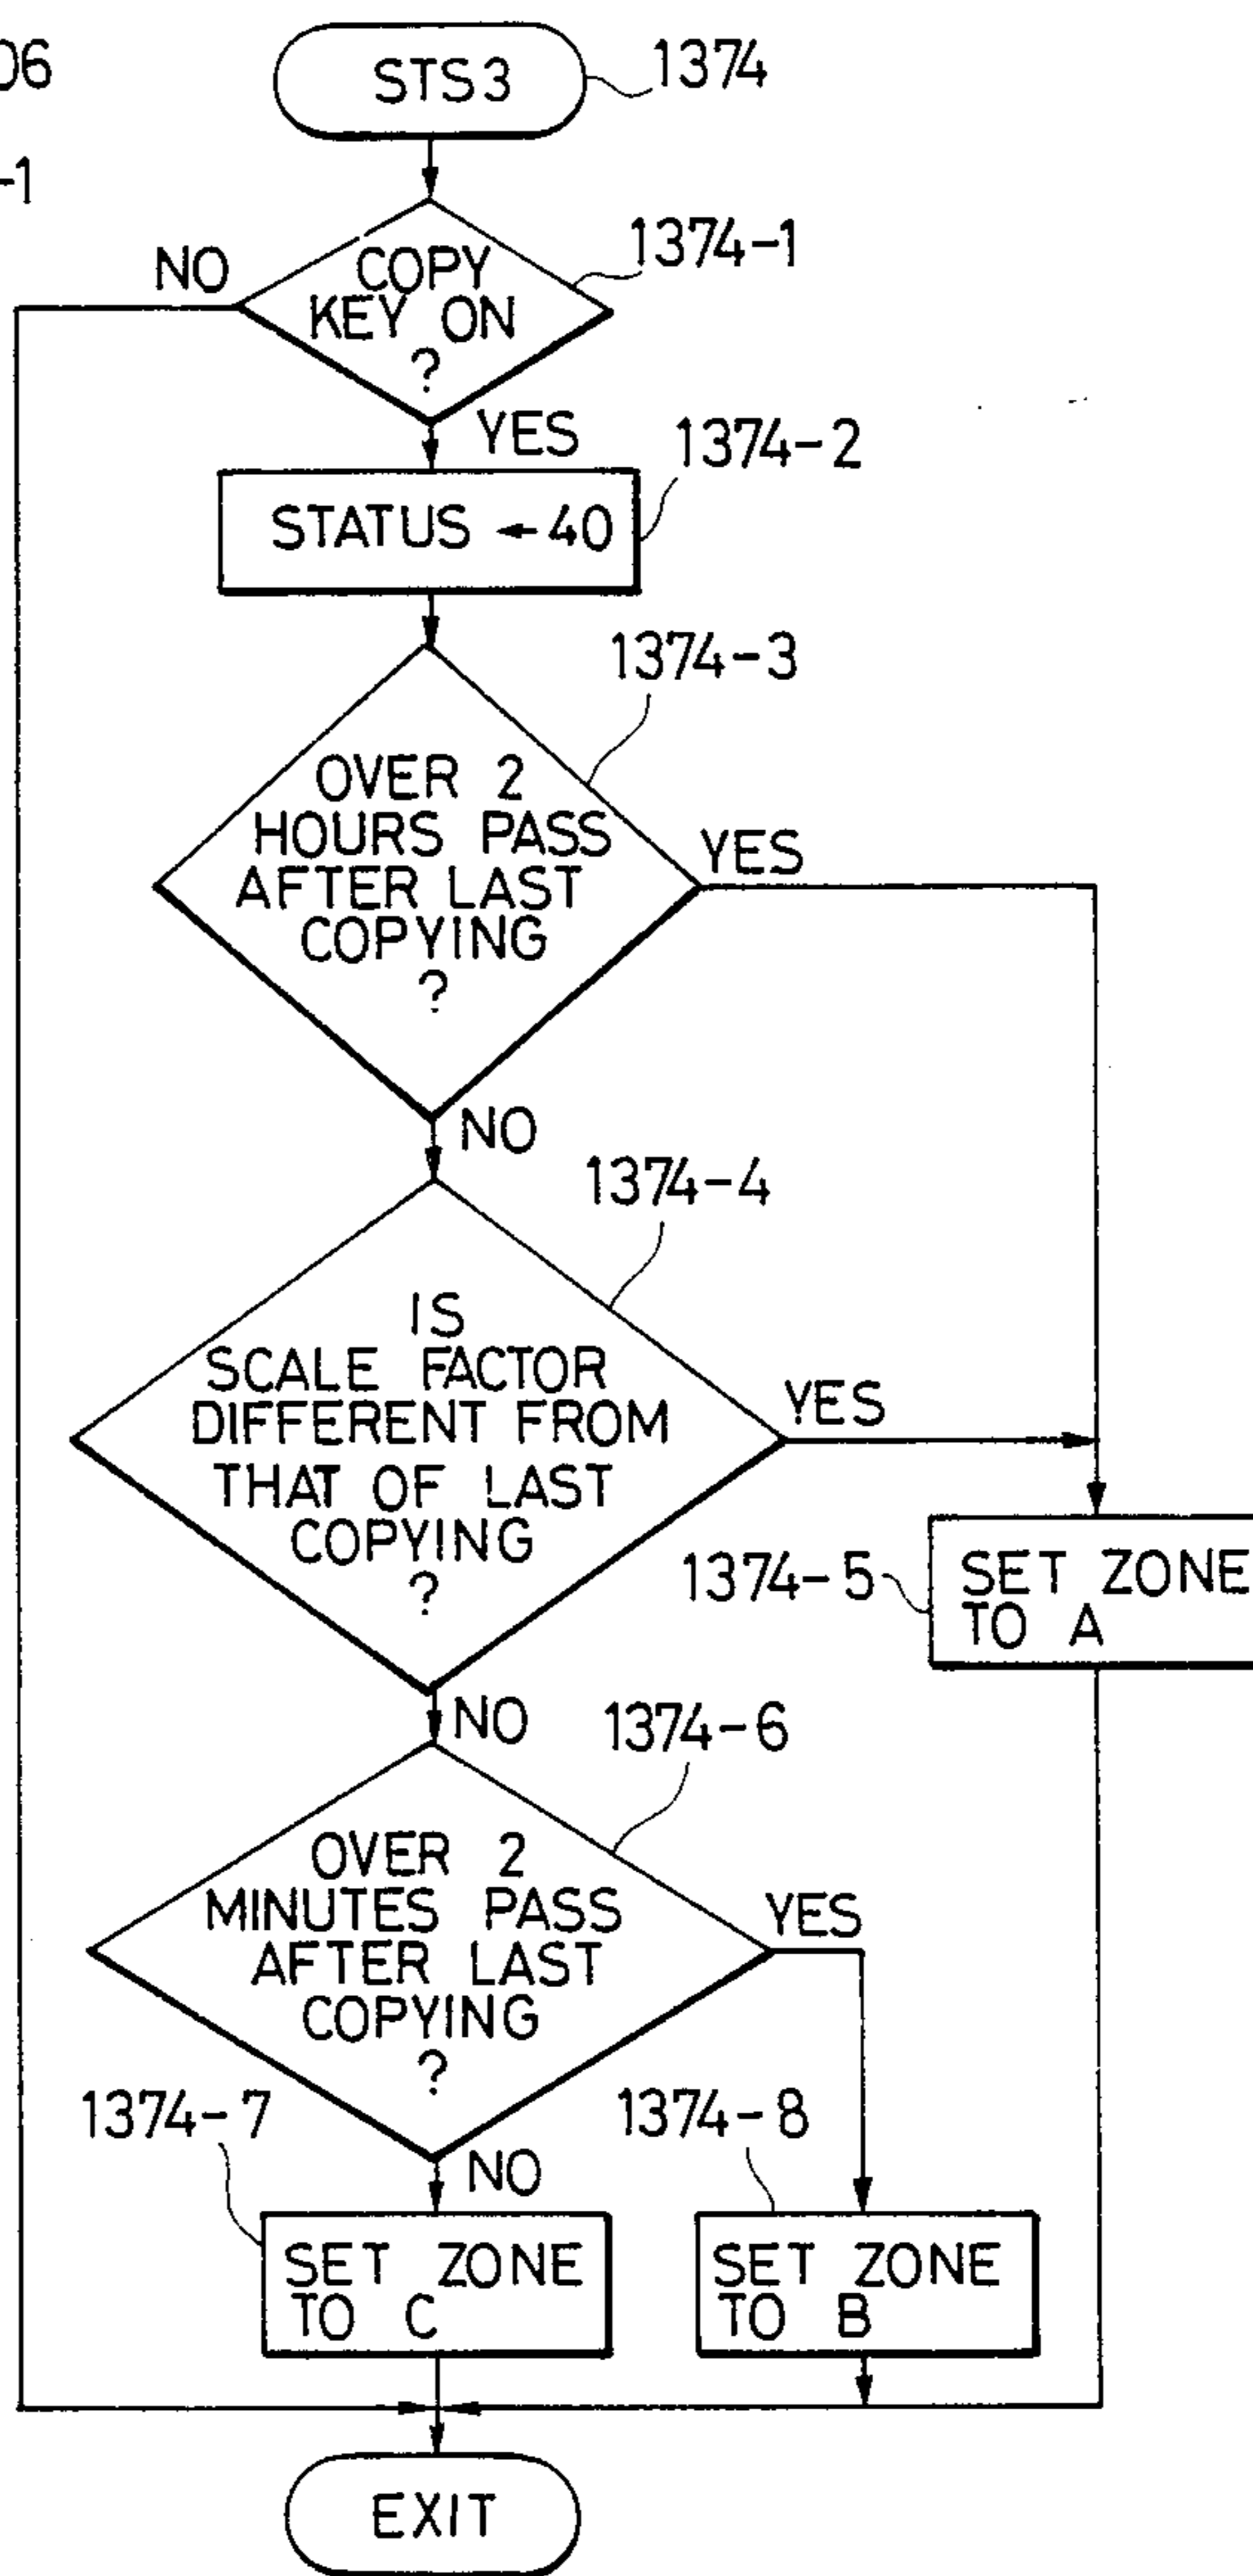 06
-1
STS3
1374
COPY
KEY ON
?
1374-1
NO
YES
1374-2
STATUS ←40
1374-3
OVER 2
HOURS PASS
AFTER LAST
COPYING
?
YES
NO
1374-4
IS
SCALE FACTOR
DIFFERENT FROM
THAT OF LAST
COPYING
?
YES
1374-5
SET ZONE
TO A
NO
1374-6
OVER 2
MINUTES PASS
AFTER LAST
COPYING
?
YES
1374-7
NO
1374-8
SET ZONE
TO C
SET ZONE
TO B
EXIT